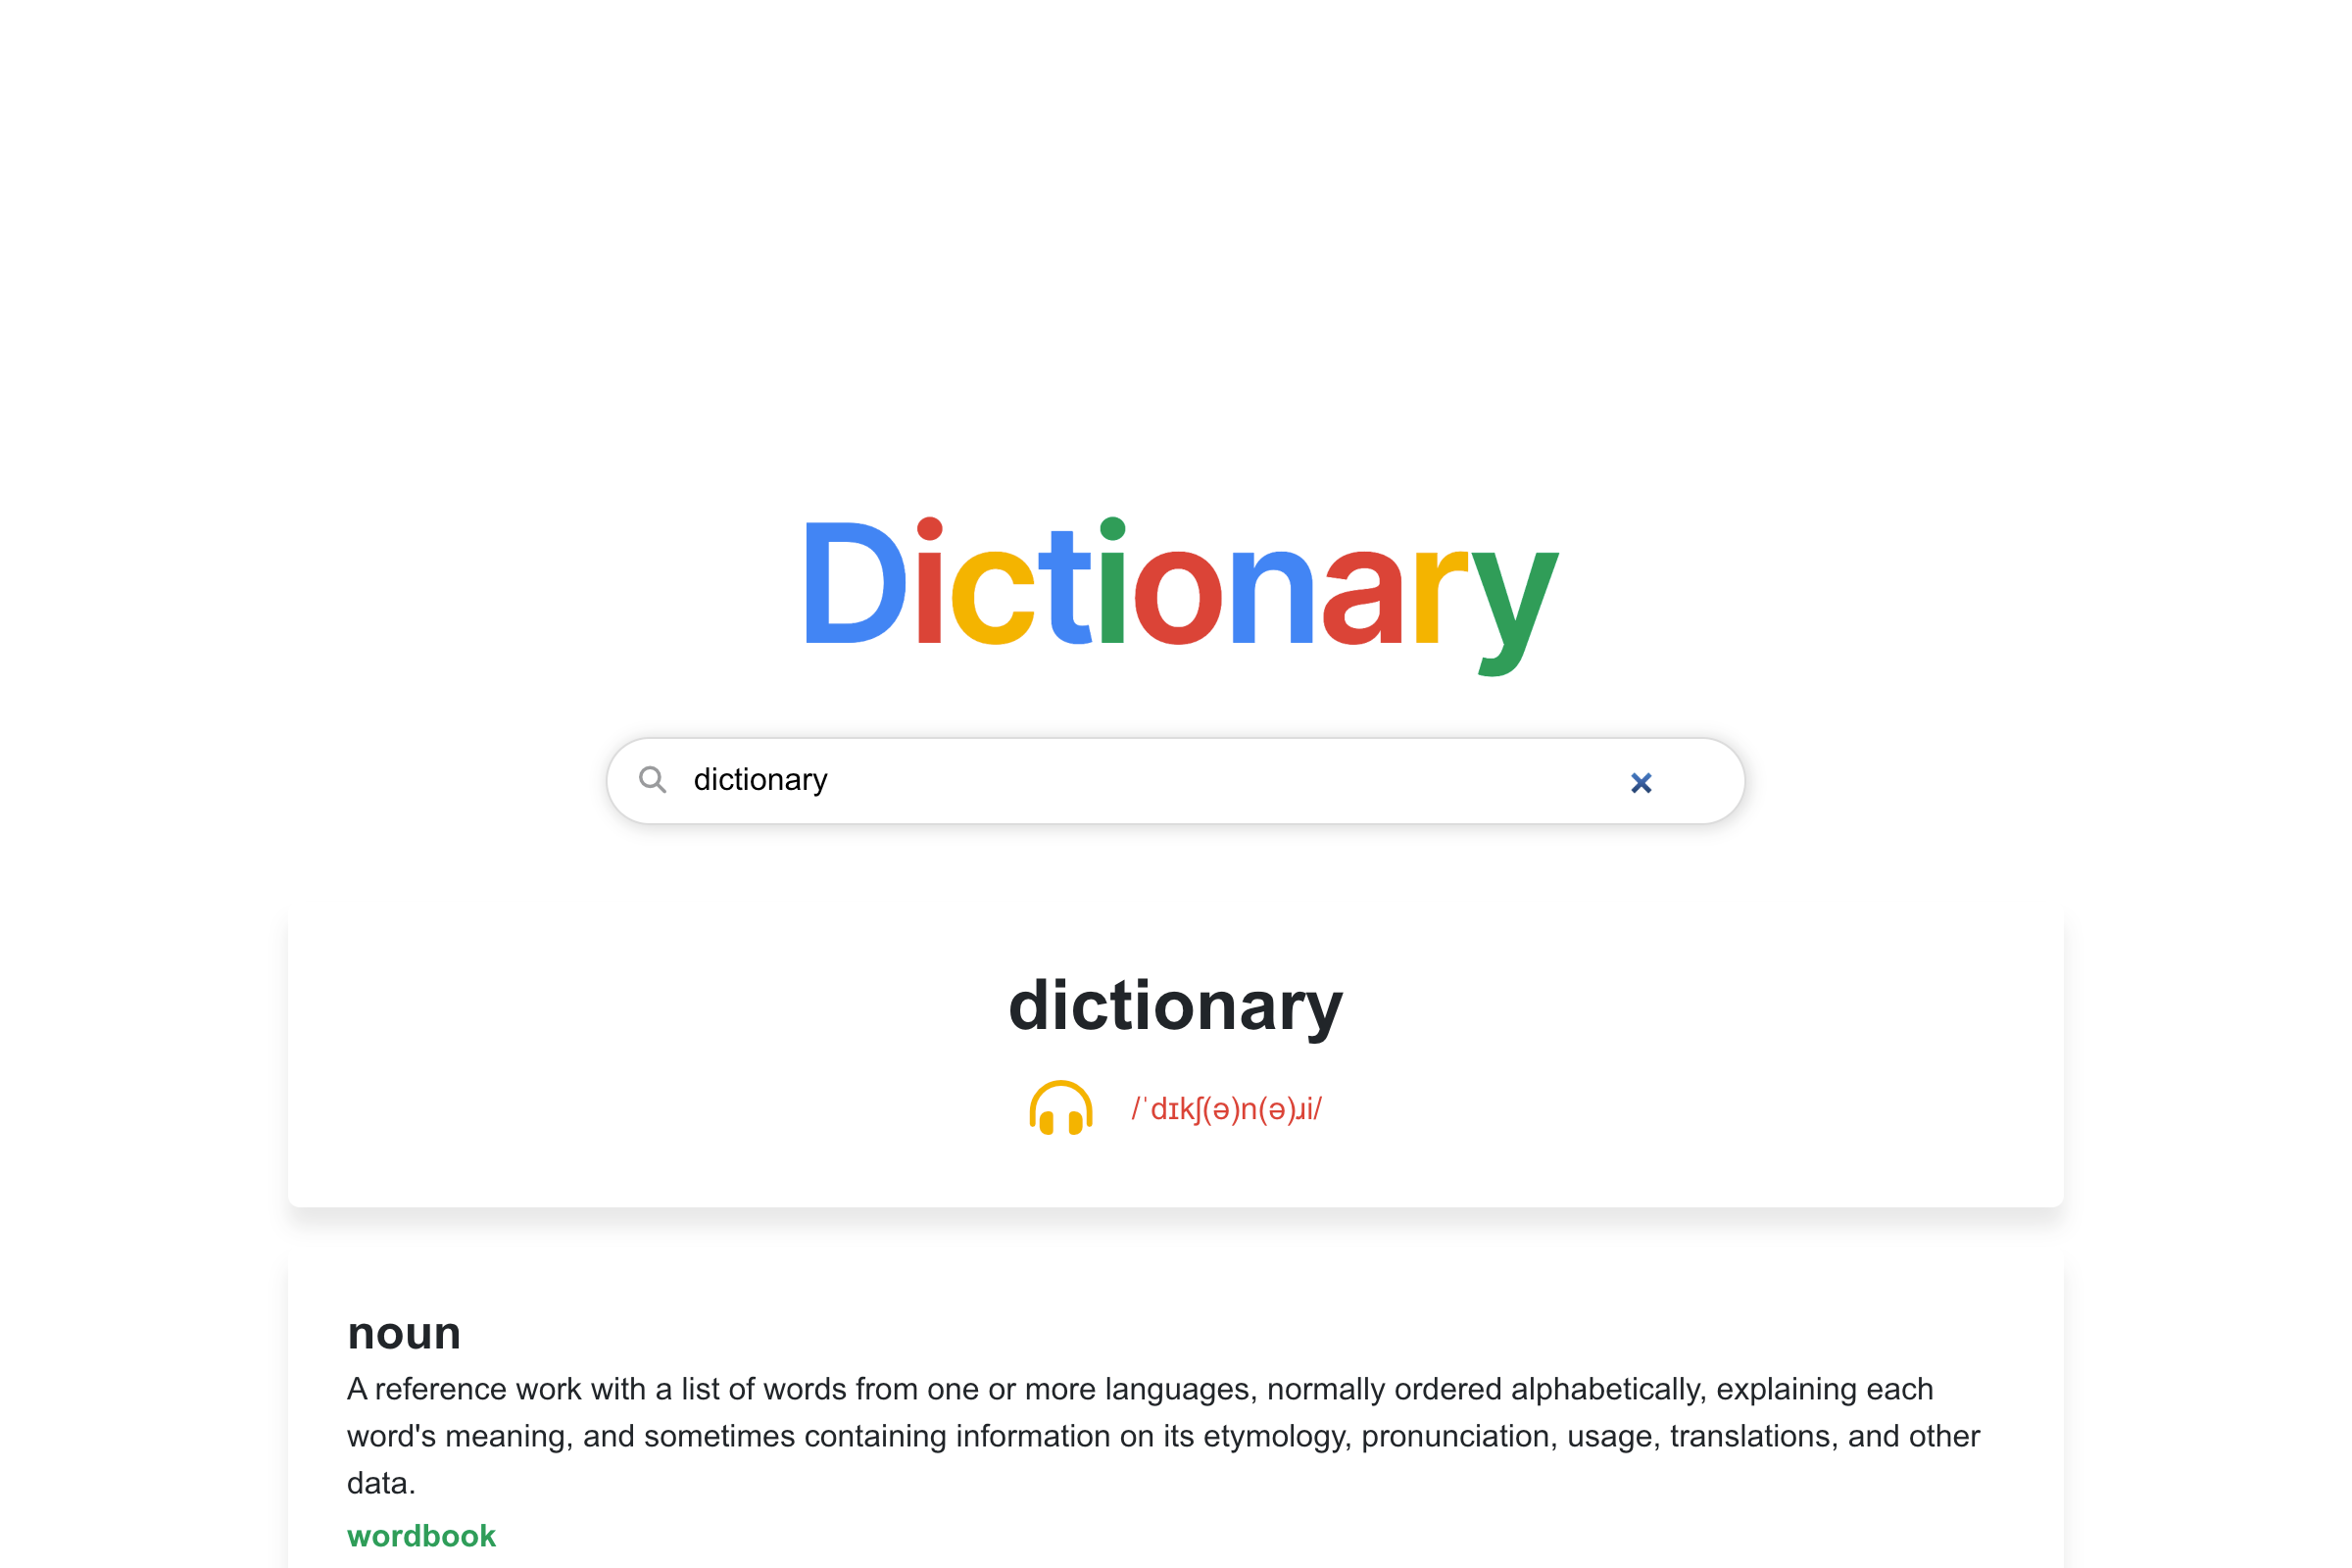 Dictionary
dictionary
dictionary
/ˈdɪkʃ(ə)n(ə)ɹi/
noun
A reference work with a list of words from one or more languages, normally ordered alphabetically, explaining each
word's meaning, and sometimes containing information on its etymology, pronunciation, usage, translations, and other
data.
wordbook